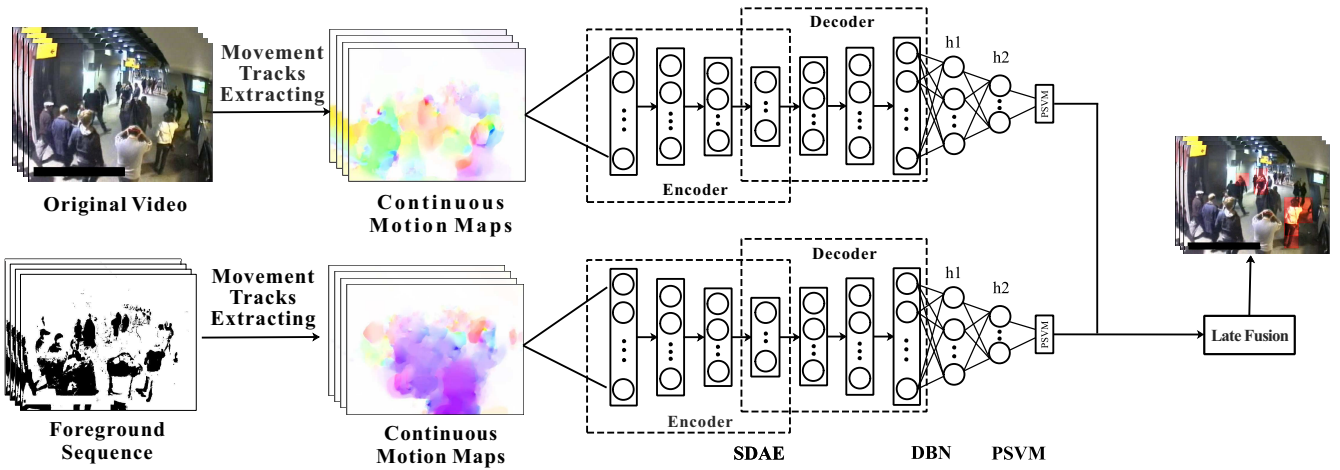 Movement
Tracks
Extracting
Original Video
Continuous
Motion Maps
Encoder
Decoder
h1
h2
PSVM
Movement
Tracks
Extracting
Foreground
Sequence
Continuous
Motion Maps
Encoder
Decoder
h1
h2
PSVM
Late Fusion
SDAE
DBN
PSVM